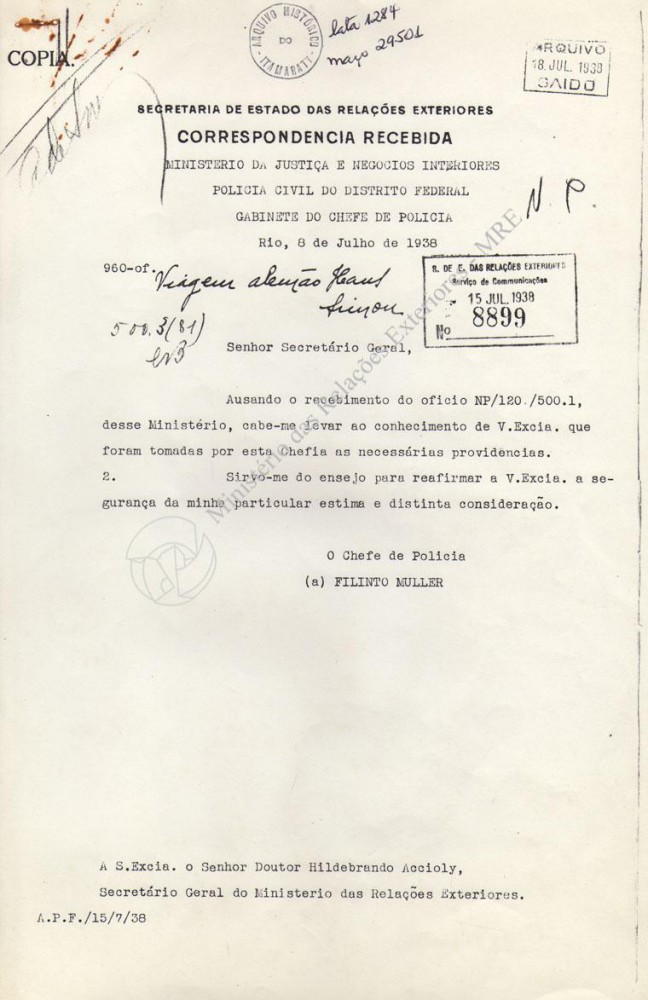 COPIA.
ARQUIVO HISTÓRICO
DO
ITAMARATI
lata 1284
maço 29501
ARQUIVO
18. JUL. 1938
SAIDO
SECRETARIA DE ESTADO DAS RELAÇÕES EXTERIORES
CORRESPONDENCIA RECEBIDA
MINISTERIO DA JUSTIÇA E NEGOCIOS INTERIORES
POLICIA CIVIL DO DISTRITO FEDERAL
GABINETE DO CHEFE DE POLICIA
N. P.
Rio, 8 de Julho de 1938
960-of.
Viagem alemão Hans
Simon
500.3(81)
S. DE E. DAS RELAÇÕES EXTERIORES
Serviço de Communicações
15 JUL. 1938
No 8899
Senhor Secretário Geral,
Ausando o recebimento do oficio NP/120./500.1,
desse Ministério, cabe-me levar ao conhecimento de V.Excia. que
foram tomadas por esta Chefia as necessárias providencias.
2. Sirvo-me do ensejo para reafirmar a V.Excia. a se-
gurança da minha particular estima e distinta consideração.
O Chefe de Policia
(a) FILINTO MULLER
A S.Excia. o Senhor Doutor Hildebrando Accioly,
Secretário Geral do Ministerio das Relações Exteriores.
A.P.F./15/7/38
Ministério das Relações Exteriores - MRE